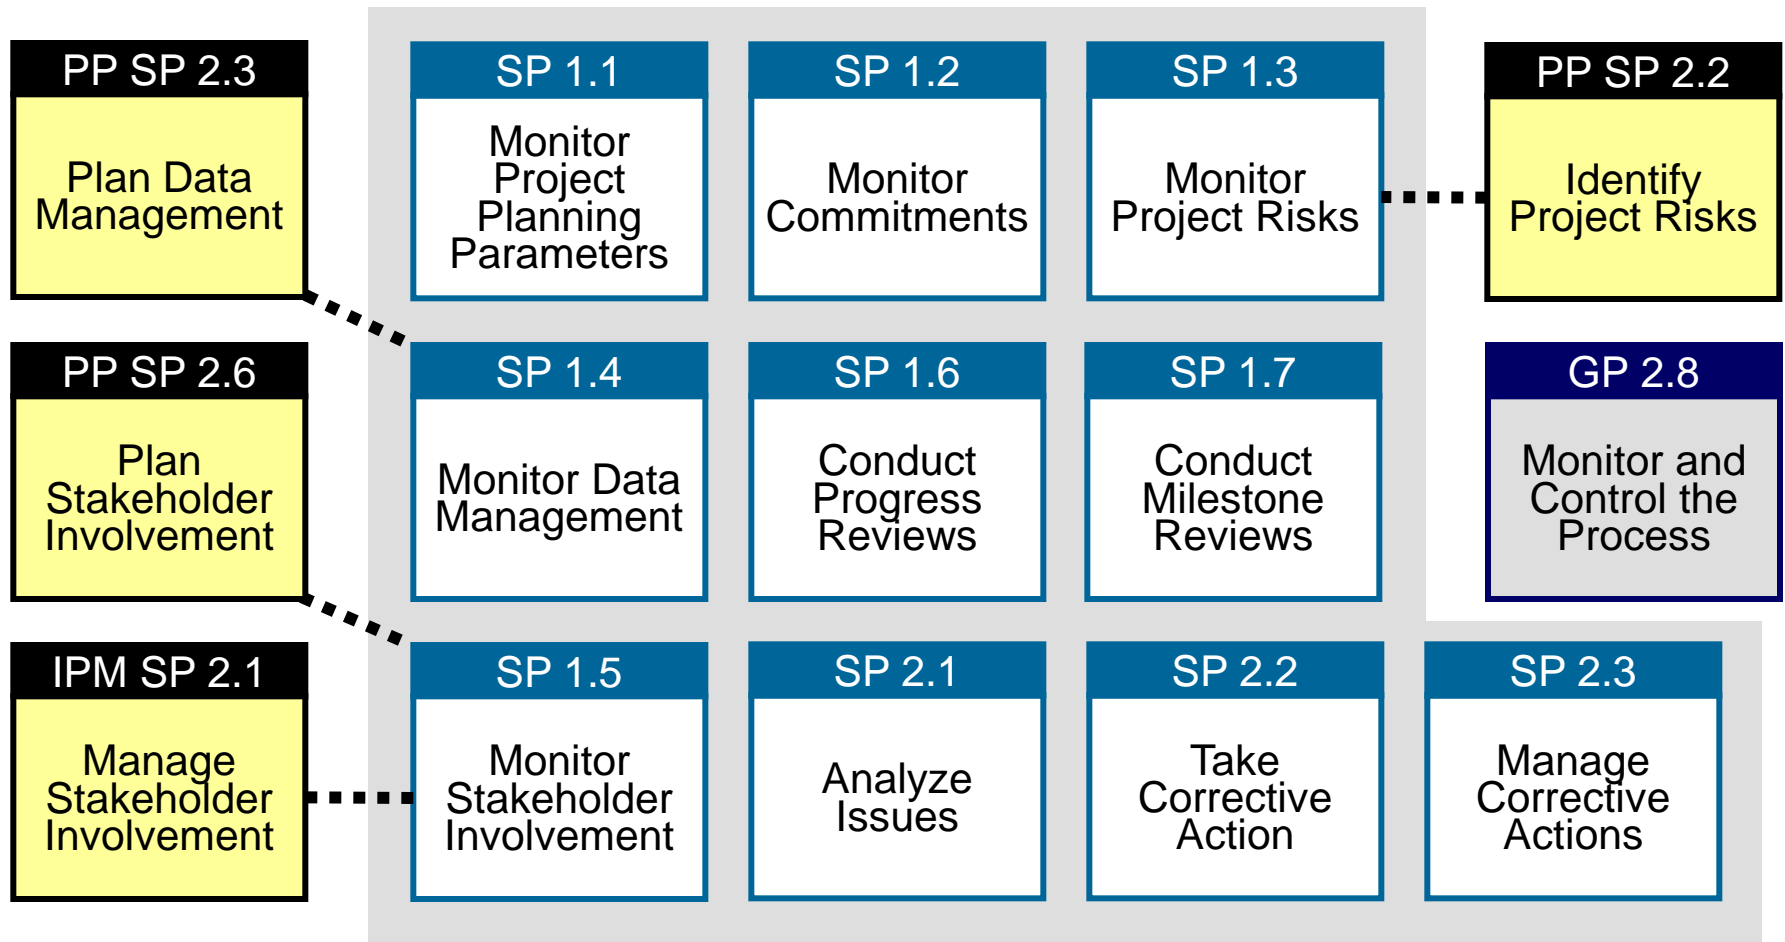 PP SP 2.3
Plan Data
Management
SP 1.1
Monitor
Project
Planning
Parameters
SP 1.2
Monitor
Commitments
SP 1.3
Monitor
Project Risks
PP SP 2.2
Identify
Project Risks
PP SP 2.6
Plan
Stakeholder
Involvement
SP 1.4
Monitor Data
Management
SP 1.6
Conduct
Progress
Reviews
SP 1.7
Conduct
Milestone
Reviews
GP 2.8
Monitor and
Control the
Process
IPM SP 2.1
Manage
Stakeholder
Involvement
SP 1.5
Monitor
Stakeholder
Involvement
SP 2.1
Analyze
Issues
SP 2.2
Take
Corrective
Action
SP 2.3
Manage
Corrective
Actions